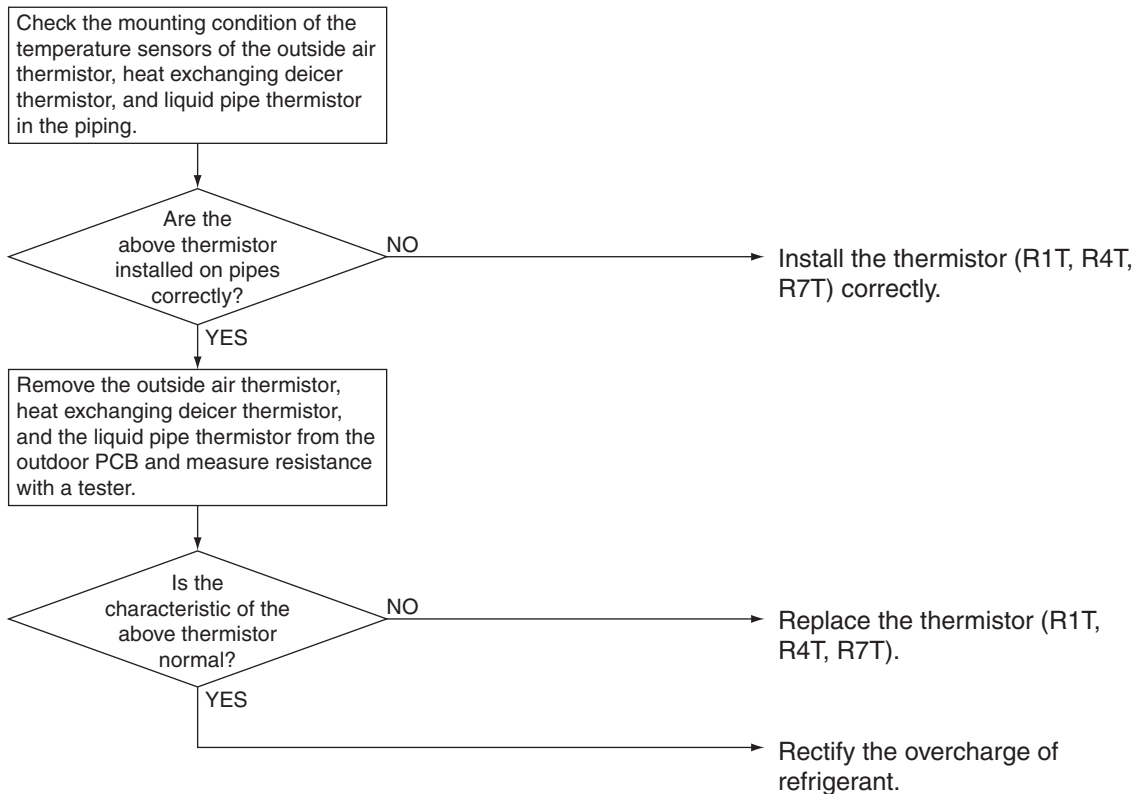 Check the mounting condition of the
temperature sensors of the outside air
thermistor, heat exchanging deicer
thermistor, and liquid pipe thermistor
in the piping.
Are the
above thermistor
installed on pipes
correctly?
NO
Install the thermistor (R1T, R4T,
R7T) correctly.
YES
Remove the outside air thermistor,
heat exchanging deicer thermistor,
and the liquid pipe thermistor from the
outdoor PCB and measure resistance
with a tester.
Is the
characteristic of the
above thermistor
normal?
NO
Replace the thermistor (R1T,
R4T, R7T).
YES
Rectify the overcharge of
refrigerant.